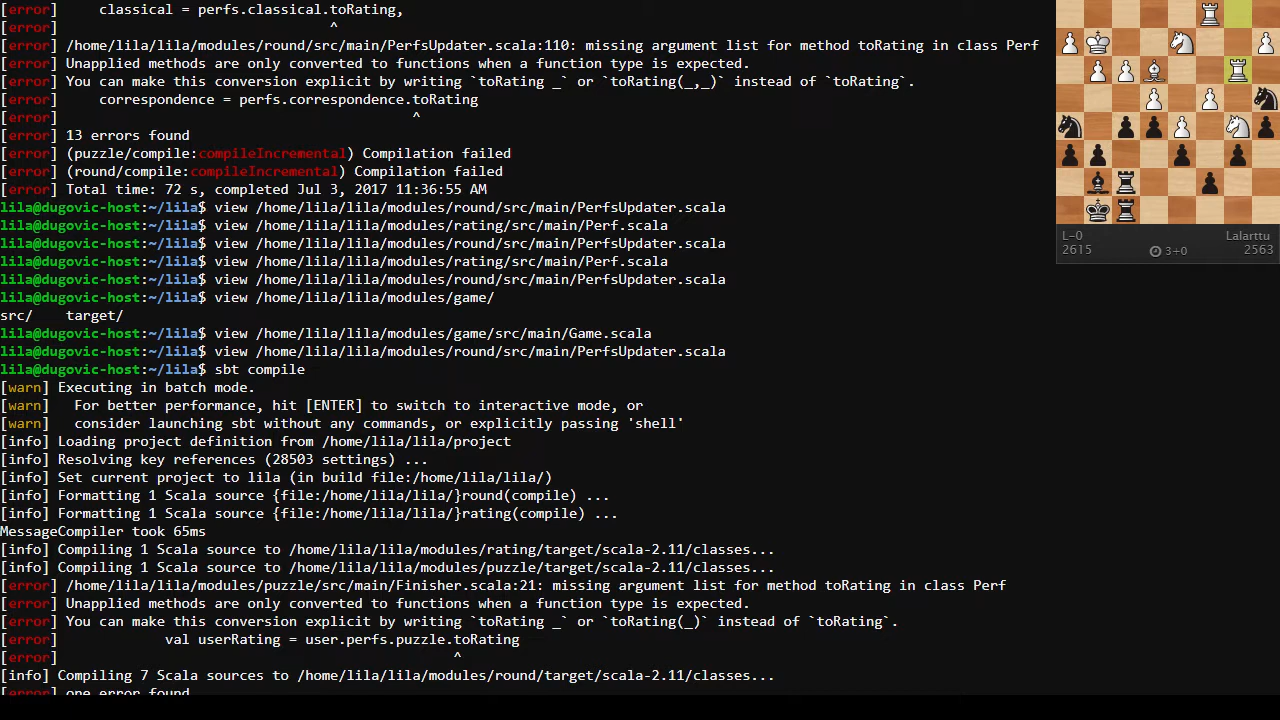 [error]     classical = perfs.classical.toRating,
[error]                                 ^
[error] /home/lila/lila/modules/round/src/main/PerfsUpdater.scala:110: missing argument list for method toRating in class Perf
[error] Unapplied methods are only converted to functions when a function type is expected.
[error] You can make this conversion explicit by writing `toRating _` or `toRating(_,_)` instead of `toRating`.
[error]     correspondence = perfs.correspondence.toRating
[error]                                           ^
[error] 13 errors found
[error] (puzzle/compile:compileIncremental) Compilation failed
[error] (round/compile:compileIncremental) Compilation failed
[error] Total time: 72 s, completed Jul 3, 2017 11:36:55 AM
lila@dugovic-host:~/lila$ view /home/lila/lila/modules/round/src/main/PerfsUpdater.scala
lila@dugovic-host:~/lila$ view /home/lila/lila/modules/rating/src/main/Perf.scala
lila@dugovic-host:~/lila$ view /home/lila/lila/modules/round/src/main/PerfsUpdater.scala
lila@dugovic-host:~/lila$ view /home/lila/lila/modules/rating/src/main/Perf.scala
lila@dugovic-host:~/lila$ view /home/lila/lila/modules/round/src/main/PerfsUpdater.scala
lila@dugovic-host:~/lila$ view /home/lila/lila/modules/game/
src/    target/
lila@dugovic-host:~/lila$ view /home/lila/lila/modules/game/src/main/Game.scala
lila@dugovic-host:~/lila$ view /home/lila/lila/modules/round/src/main/PerfsUpdater.scala
lila@dugovic-host:~/lila$ sbt compile
[warn] Executing in batch mode.
[warn]   For better performance, hit [ENTER] to switch to interactive mode, or
[warn]   consider launching sbt without any commands, or explicitly passing 'shell'
[info] Loading project definition from /home/lila/lila/project
[info] Resolving key references (28503 settings) ...
[info] Set current project to lila (in build file:/home/lila/lila/)
[info] Formatting 1 Scala source {file:/home/lila/lila/}round(compile) ...
[info] Formatting 1 Scala source {file:/home/lila/lila/}rating(compile) ...
MessageCompiler took 65ms
[info] Compiling 1 Scala source to /home/lila/lila/modules/rating/target/scala-2.11/classes...
[info] Compiling 1 Scala source to /home/lila/lila/modules/puzzle/target/scala-2.11/classes...
[error] /home/lila/lila/modules/puzzle/src/main/Finisher.scala:21: missing argument list for method toRating in class Perf
[error] Unapplied methods are only converted to functions when a function type is expected.
[error] You can make this conversion explicit by writing `toRating _` or `toRating(_)` instead of `toRating`.
[error]             val userRating = user.perfs.puzzle.toRating
[error]                                                ^
[info] Compiling 7 Scala sources to /home/lila/lila/modules/round/target/scala-2.11/classes...
[error] one error found
L-0 Lalarttu
2615 3+0 2563